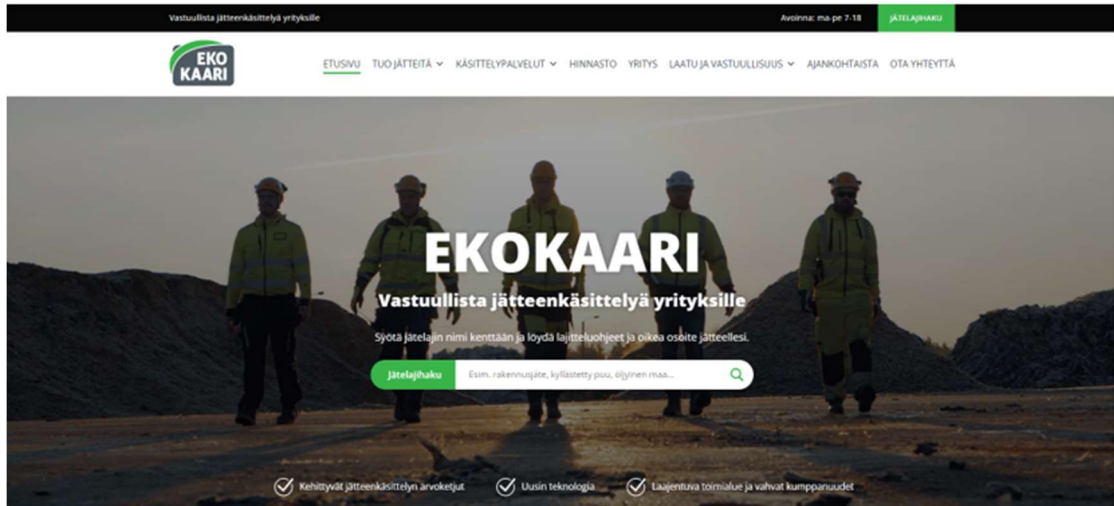 Vastuullista jätteenkäsittelyä yrityksille
Avoinna: ma-pe 7-18
JÄTELAJIHAKU
EKO
KAARI
ETUSIVU TUO JÄTTEITÄ KÄSITTELYPALVELUT HINNASTO YRITYS LAATU JA VASTUULLISUUS AJANKOHTAISTA OTA YHTEYTTÄ
EKOKAARI
Vastuullista jätteenkäsittelyä yrityksille
Syötä jätelajin nimi kenttään ja löydä lajitteluohjeet ja oikea osoite jätteellesi.
Jätelajihaku Esim. rakennusjäte, kyllästetty puu, öljyinen maa...
Kehittyvät jätteenkäsittelyn arvoketjut Uusin teknologia Laajentuva toimialue ja vahvat kumppanuudet